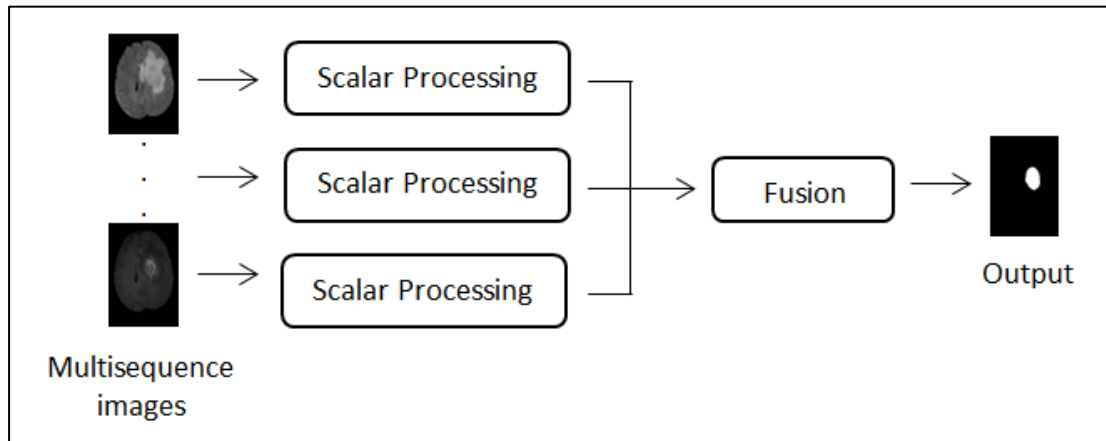 Scalar Processing
Scalar Processing
Scalar Processing
Fusion
Output
Multisequence
images